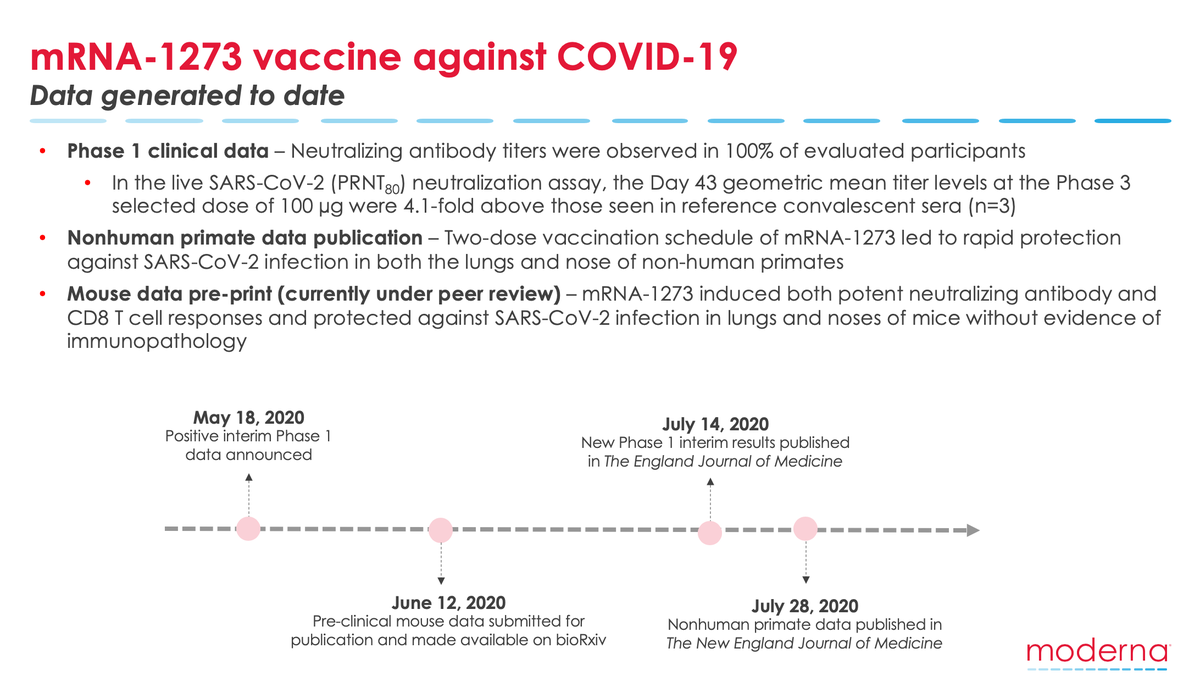 mRNA-1273 vaccine against COVID-19
Data generated to date
• Phase 1 clinical data – Neutralizing antibody titers were observed in 100% of evaluated participants
• In the live SARS-CoV-2 (PRNT80) neutralization assay, the Day 43 geometric mean titer levels at the Phase 3
selected dose of 100 µg were 4.1-fold above those seen in reference convalescent sera (n=3)
• Nonhuman primate data publication – Two-dose vaccination schedule of mRNA-1273 led to rapid protection
against SARS-CoV-2 infection in both the lungs and nose of non-human primates
• Mouse data pre-print (currently under peer review) – mRNA-1273 induced both potent neutralizing antibody and
CD8 T cell responses and protected against SARS-CoV-2 infection in lungs and noses of mice without evidence of
immunopathology
May 18, 2020
Positive interim Phase 1
data announced
July 14, 2020
New Phase 1 interim results published
in The England Journal of Medicine
June 12, 2020
Pre-clinical mouse data submitted for
publication and made available on bioRxiv
July 28, 2020
Nonhuman primate data published in
The New England Journal of Medicine
moderna